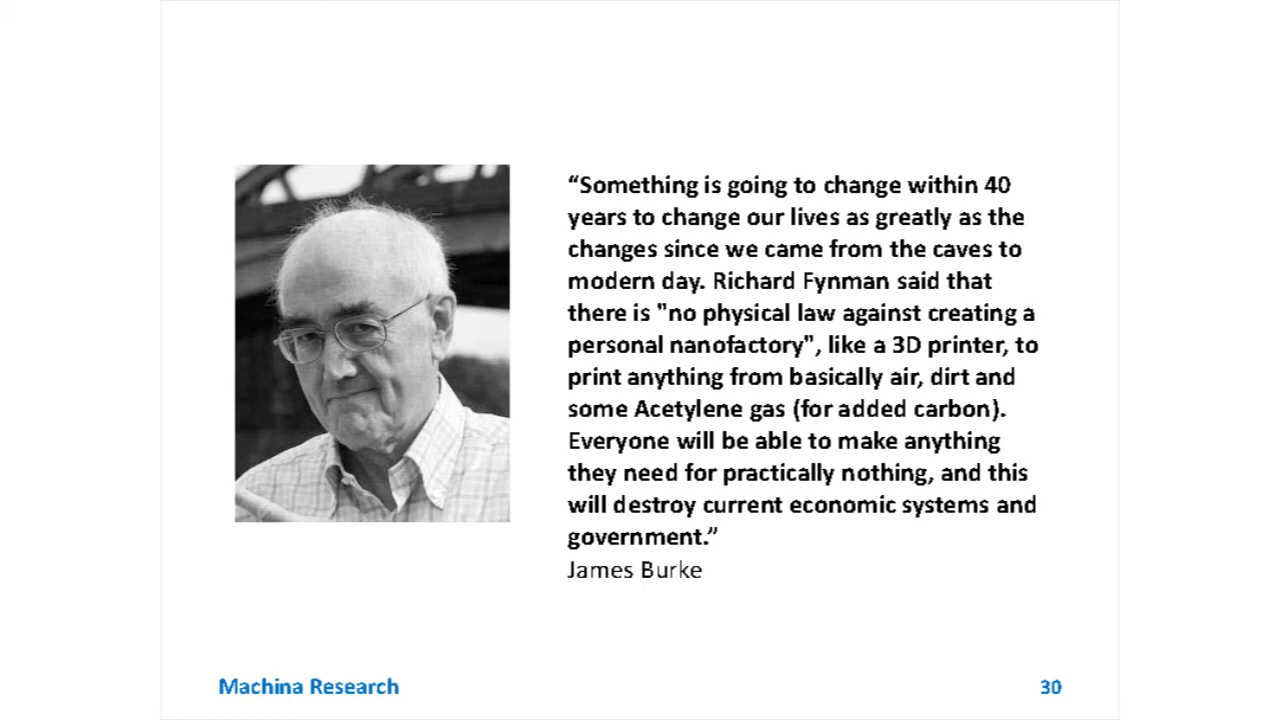 “Something is going to change within 40
years to change our lives as greatly as the
changes since we came from the caves to
modern day. Richard Fynman said that
there is "no physical law against creating a
personal nanofactory", like a 3D printer, to
print anything from basically air, dirt and
some Acetylene gas (for added carbon).
Everyone will be able to make anything
they need for practically nothing, and this
will destroy current economic systems and
government.”
James Burke
Machina Research
30